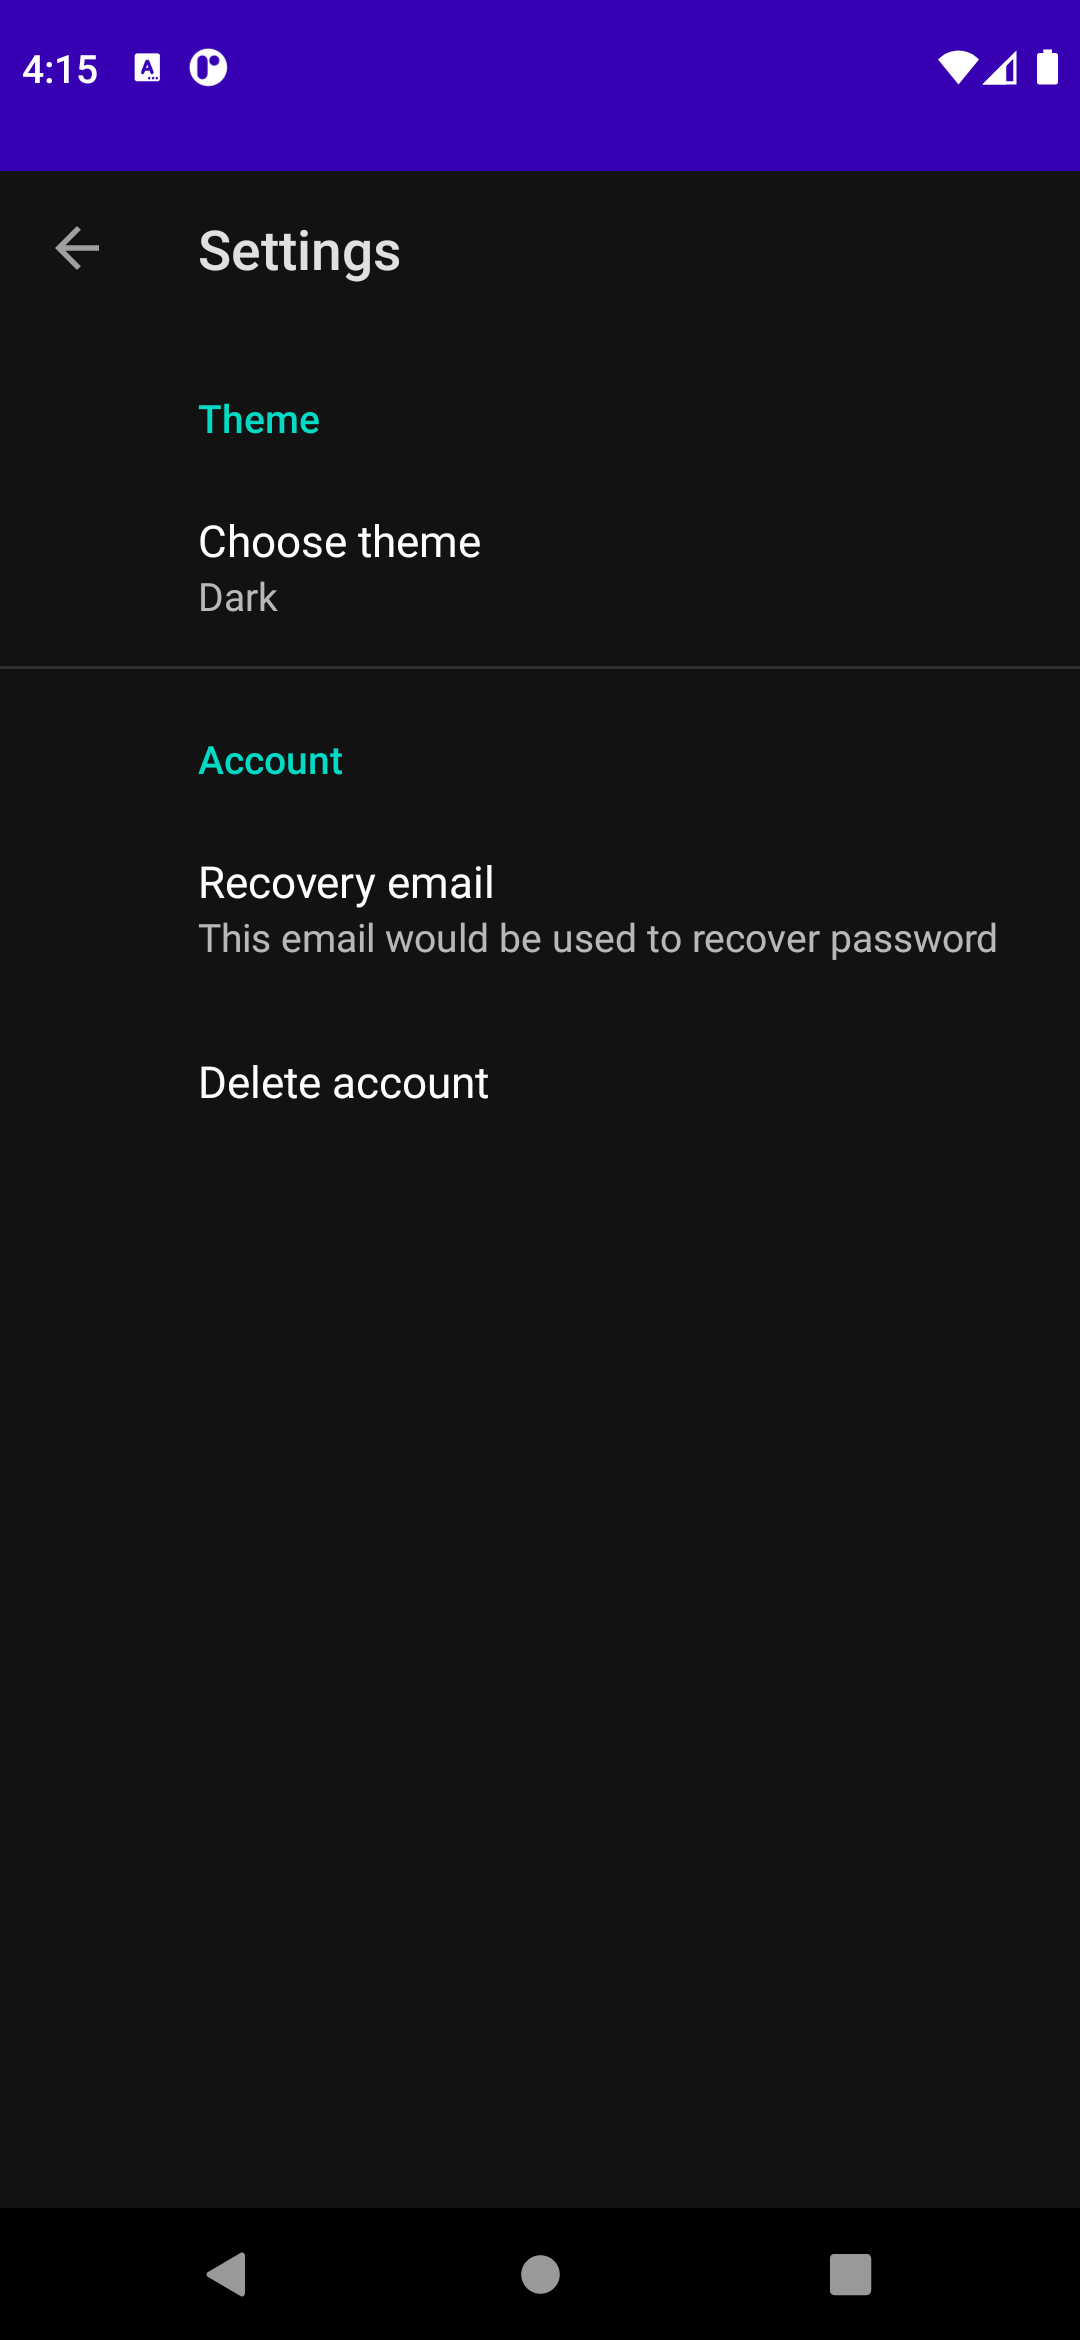 4:15
Settings
Theme
Choose theme
Dark
Account
Recovery email
This email would be used to recover password
Delete account